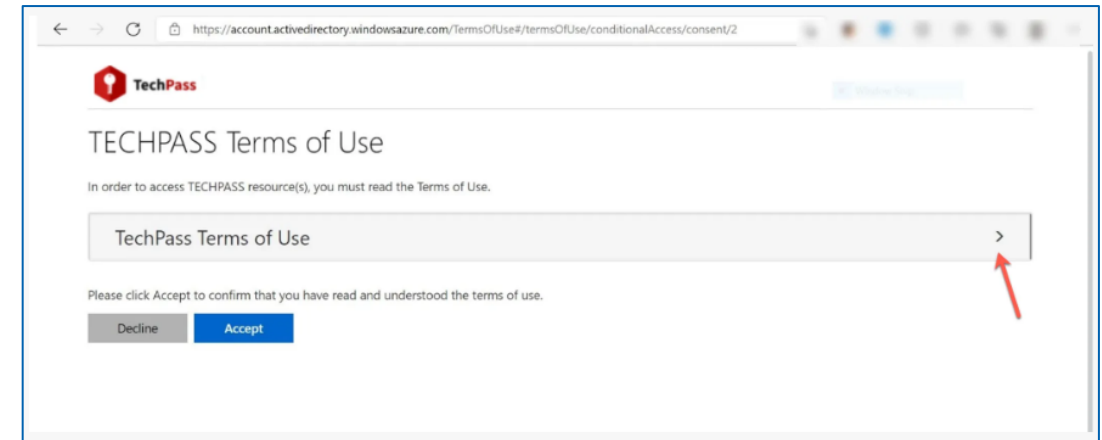 https://account.activedirectory.windowsazure.com/TermsOfUse#/termsOfUse/conditionalAccess/consent/2
TechPass
TECHPASS Terms of Use
In order to access TECHPASS resource(s), you must read the Terms of Use.
TechPass Terms of Use
Please click Accept to confirm that you have read and understood the terms of use.
Decline Accept